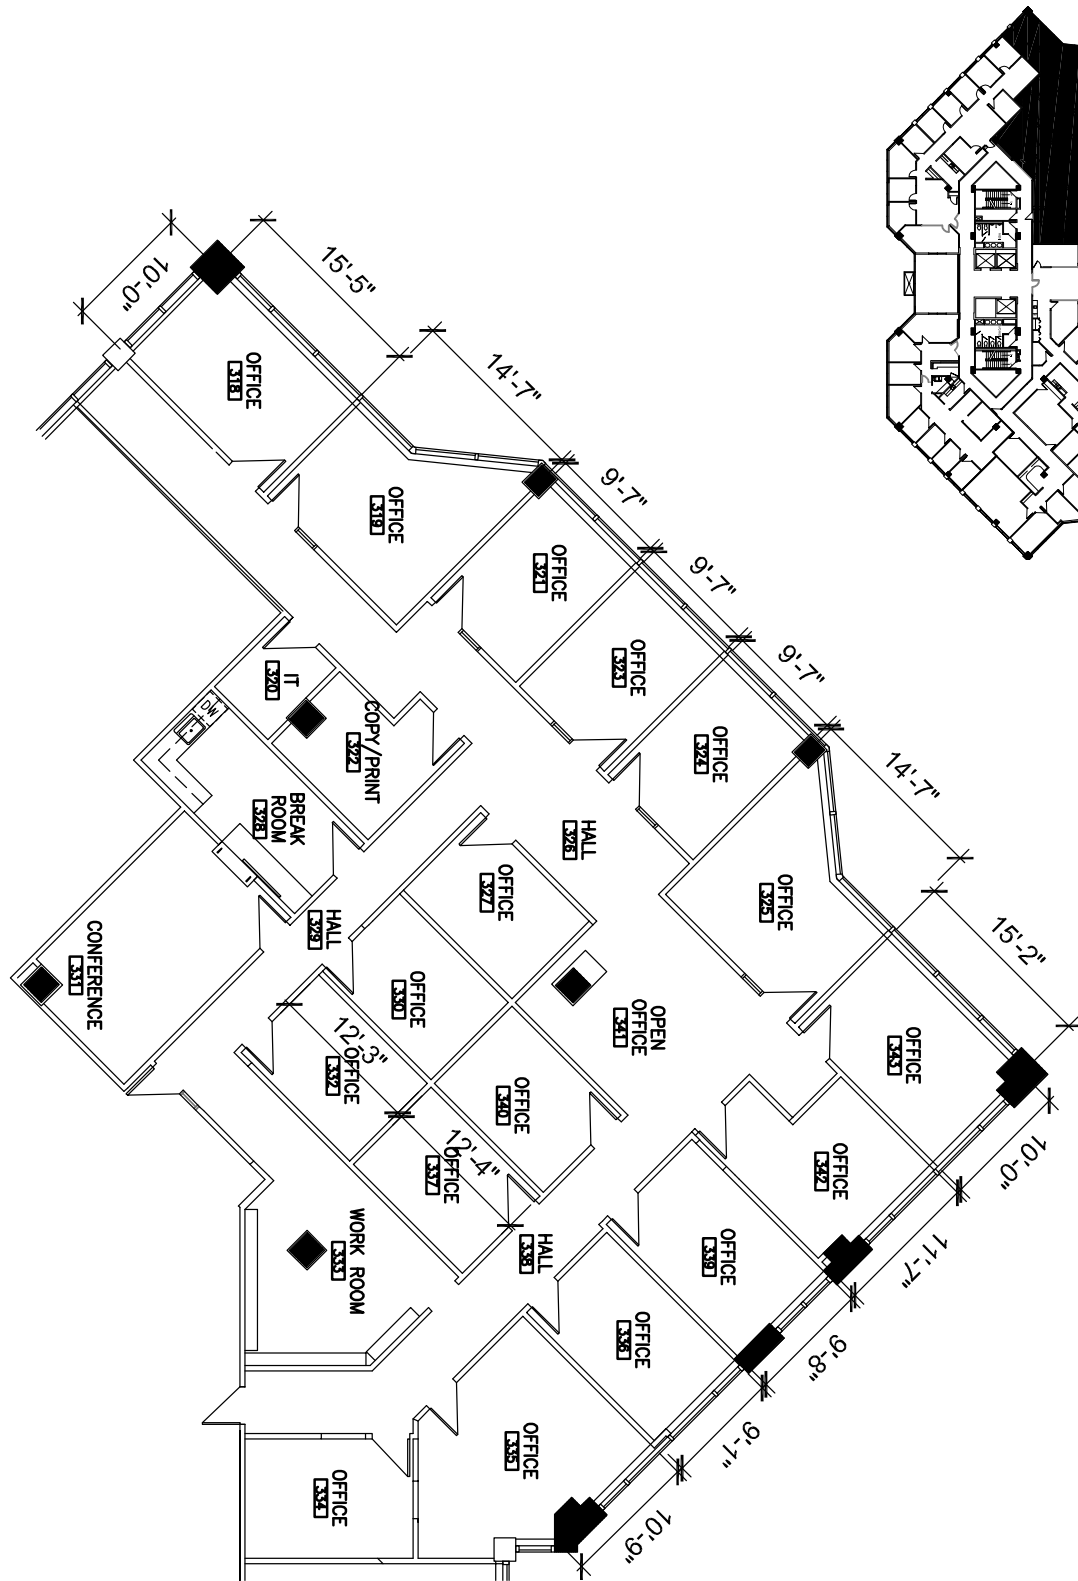 10'-0"
15'-5"
14'-7"
9'-7"
9'-7"
9'-7"
14'-7"
15'-2"
10'-0"
11'-7"
9'-8"
9'-1"
10'-9"
OFFICE
318
OFFICE
319
OFFICE
321
OFFICE
323
OFFICE
324
OFFICE
325
IT
320
COPY/PRINT
322
DW
BREAK
ROOM
328
HALL
326
OFFICE
327
HALL
329
CONFERENCE
331
OFFICE
330
OPEN
OFFICE
341
OFFICE
343
12'-3"
OFFICE
332
OFFICE
340
12'-4"
OFFICE
337
OFFICE
342
WORK ROOM
333
HALL
338
OFFICE
339
OFFICE
336
OFFICE
335
OFFICE
334